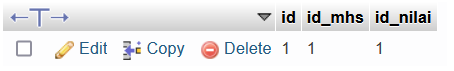 id id_mhs id_nilai
Edit Copy Delete 1 1 1